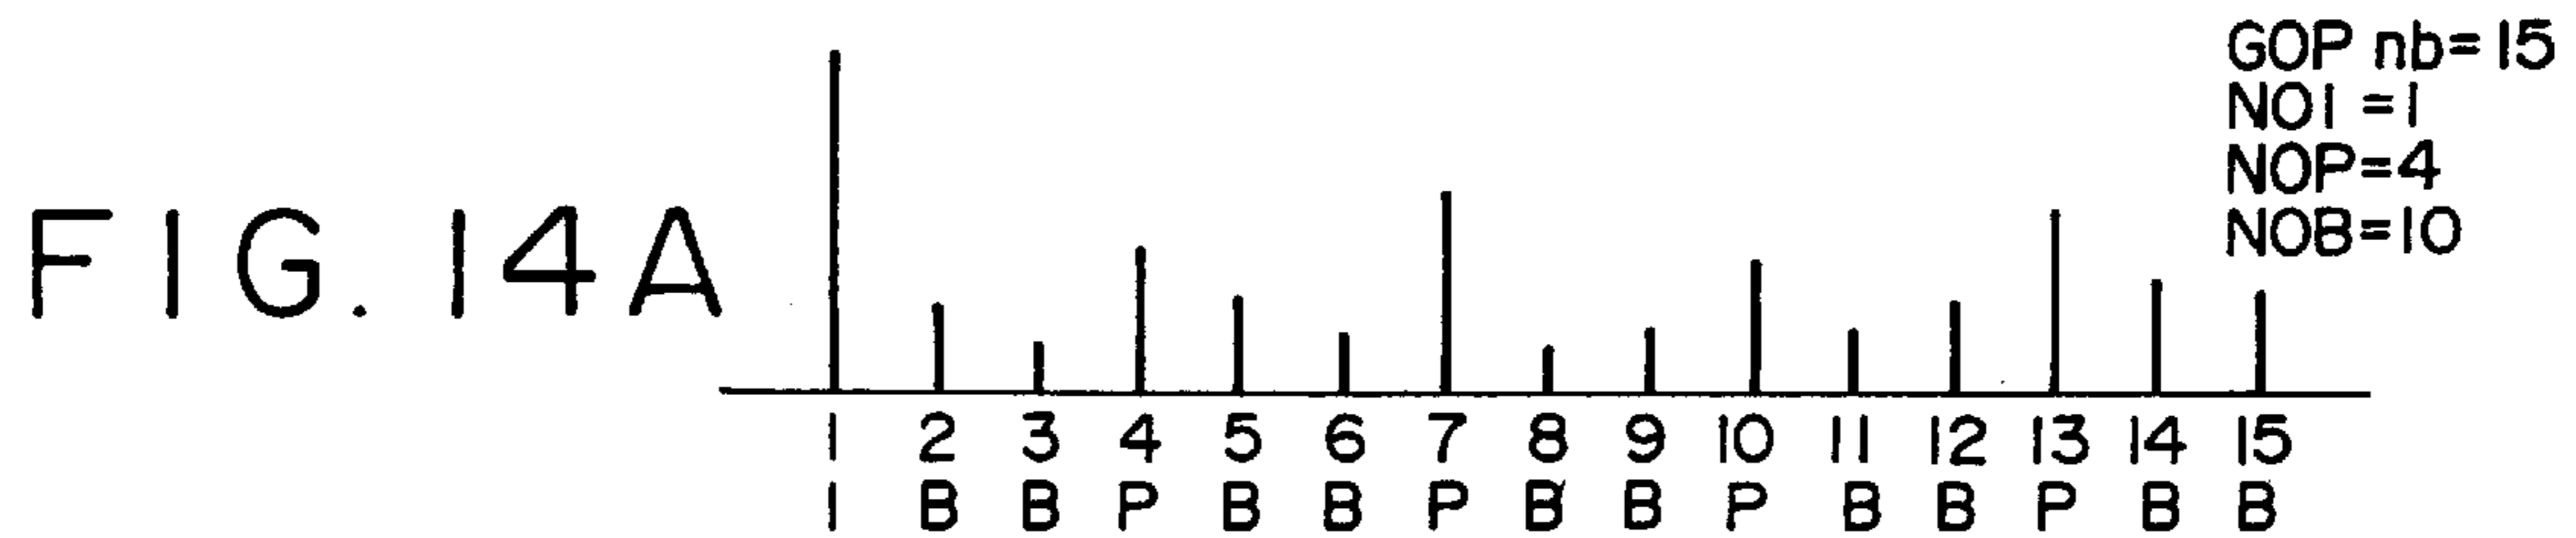 FIG. 14A
GOP nb=15
NOI=1
NOP=4
NOB=10
1 2 3 4 5 6 7 8 9 10 11 12 13 14 15
I B B P B B P B B P B B P B B